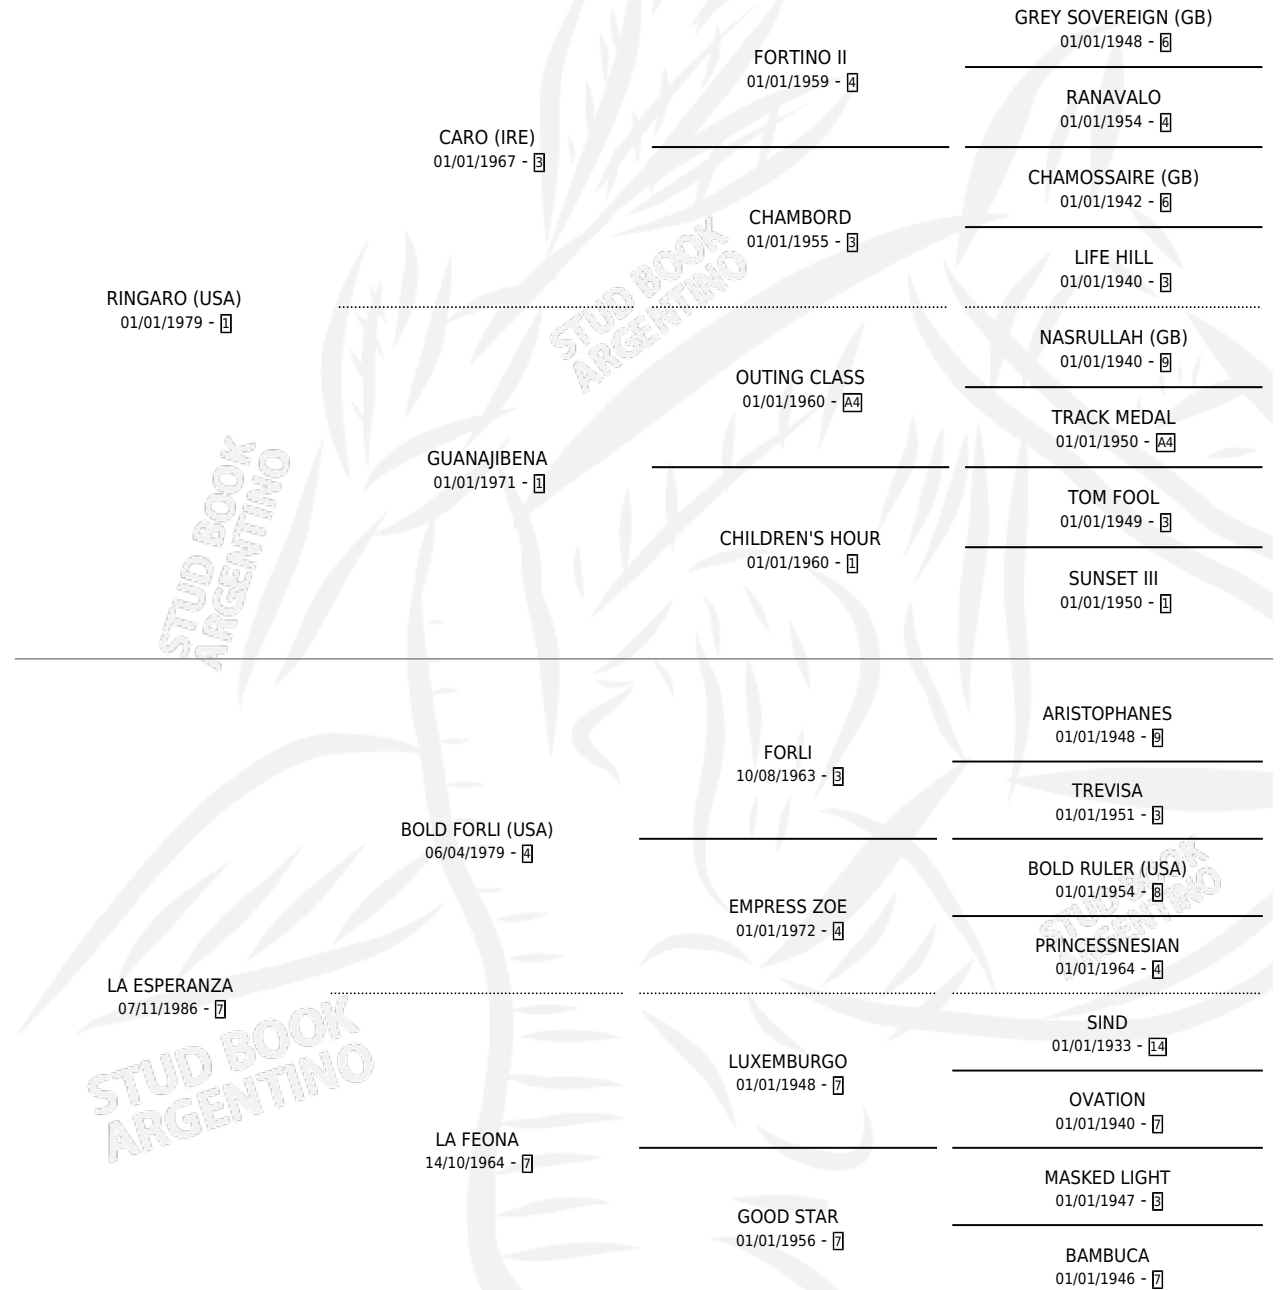 GREY SOVEREIGN (GB)
01/01/1948 - 6
FORTINO II
01/01/1959 - 4
RANAVALO
01/01/1954 - 4
CARO (IRE)
01/01/1967 - 3
CHAMOSSAIRE (GB)
01/01/1942 - 6
CHAMBORD
01/01/1955 - 3
LIFE HILL
01/01/1940 - 3
RINGARO (USA)
01/01/1979 - 1
NASRULLAH (GB)
01/01/1940 - 9
OUTING CLASS
01/01/1960 - A4
TRACK MEDAL
01/01/1950 - A4
GUANAJIBENA
01/01/1971 - 1
TOM FOOL
01/01/1949 - 3
CHILDREN'S HOUR
01/01/1960 - 1
SUNSET III
01/01/1950 - 1
STUD BOOK
ARGENTINO
STUD BOOK
ARGENTINO
ARISTOPHANES
01/01/1948 - 9
FORLI
10/08/1963 - 3
TREVISA
01/01/1951 - 3
BOLD FORLI (USA)
06/04/1979 - 4
BOLD RULER (USA)
01/01/1954 - 8
EMPRESS ZOE
01/01/1972 - 4
PRINCESSNESIAN
01/01/1964 - 4
LA ESPERANZA
07/11/1986 - 7
SIND
01/01/1933 - 14
LUXEMBURGO
01/01/1948 - 7
OVATION
01/01/1940 - 7
LA FEONA
14/10/1964 - 7
MASKED LIGHT
01/01/1947 - 3
GOOD STAR
01/01/1956 - 7
BAMBUCA
01/01/1946 - 7
STUD BOOK
ARGENTINO
STUD BOOK
ARGENTINO